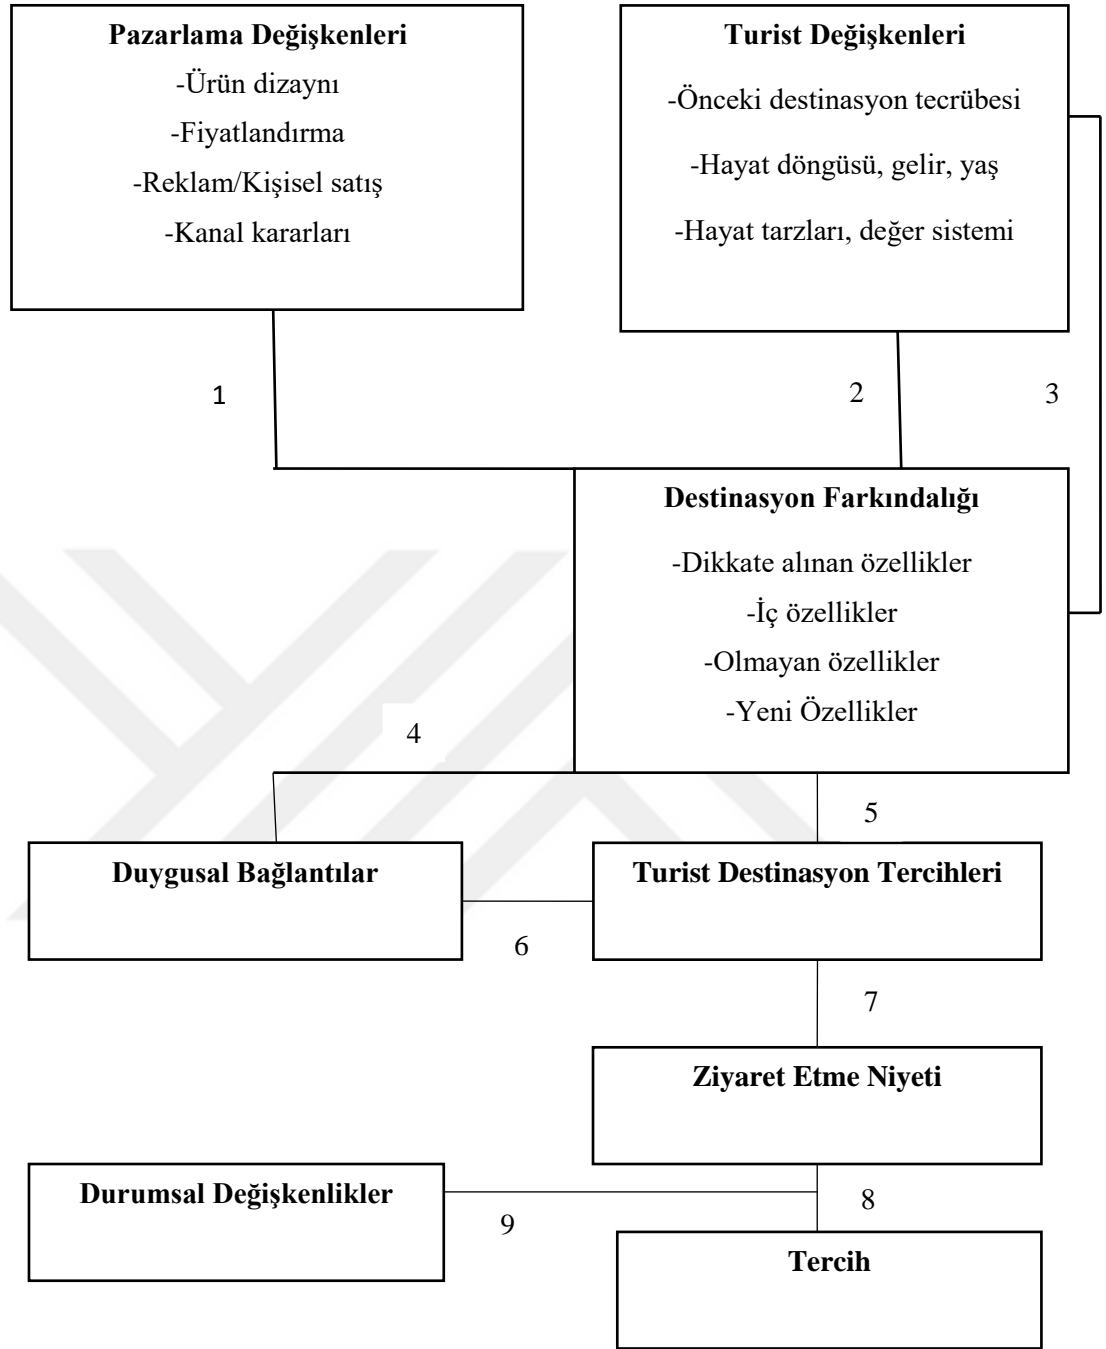 Pazarlama Değişkenleri
-Ürün dizaynı
-Fiyatlandırma
-Reklam/Kişisel satış
-Kanal kararları
Turist Değişkenleri
-Önceki destinasyon tecrübesi
-Hayat döngüsü, gelir, yaş
-Hayat tarzları, değer sistemi
1
2
3
Destinasyon Farkındalığı
-Dikkate alınan özellikler
-İç özellikler
-Olmayan özellikler
-Yeni Özellikler
4
5
Duygusal Bağlantılar
Turist Destinasyon Tercihleri
6
7
Ziyaret Etme Niyeti
Durumsal Değişkenlikler
8
9
Tercih